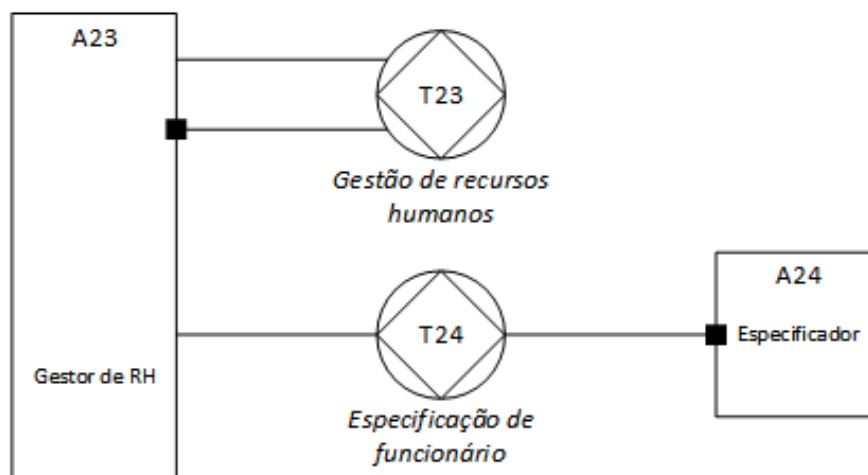 A23
T23
Gestão de recursos
humanos
A24
T24
Especificador
Gestor de RH
Especificação de
funcionário